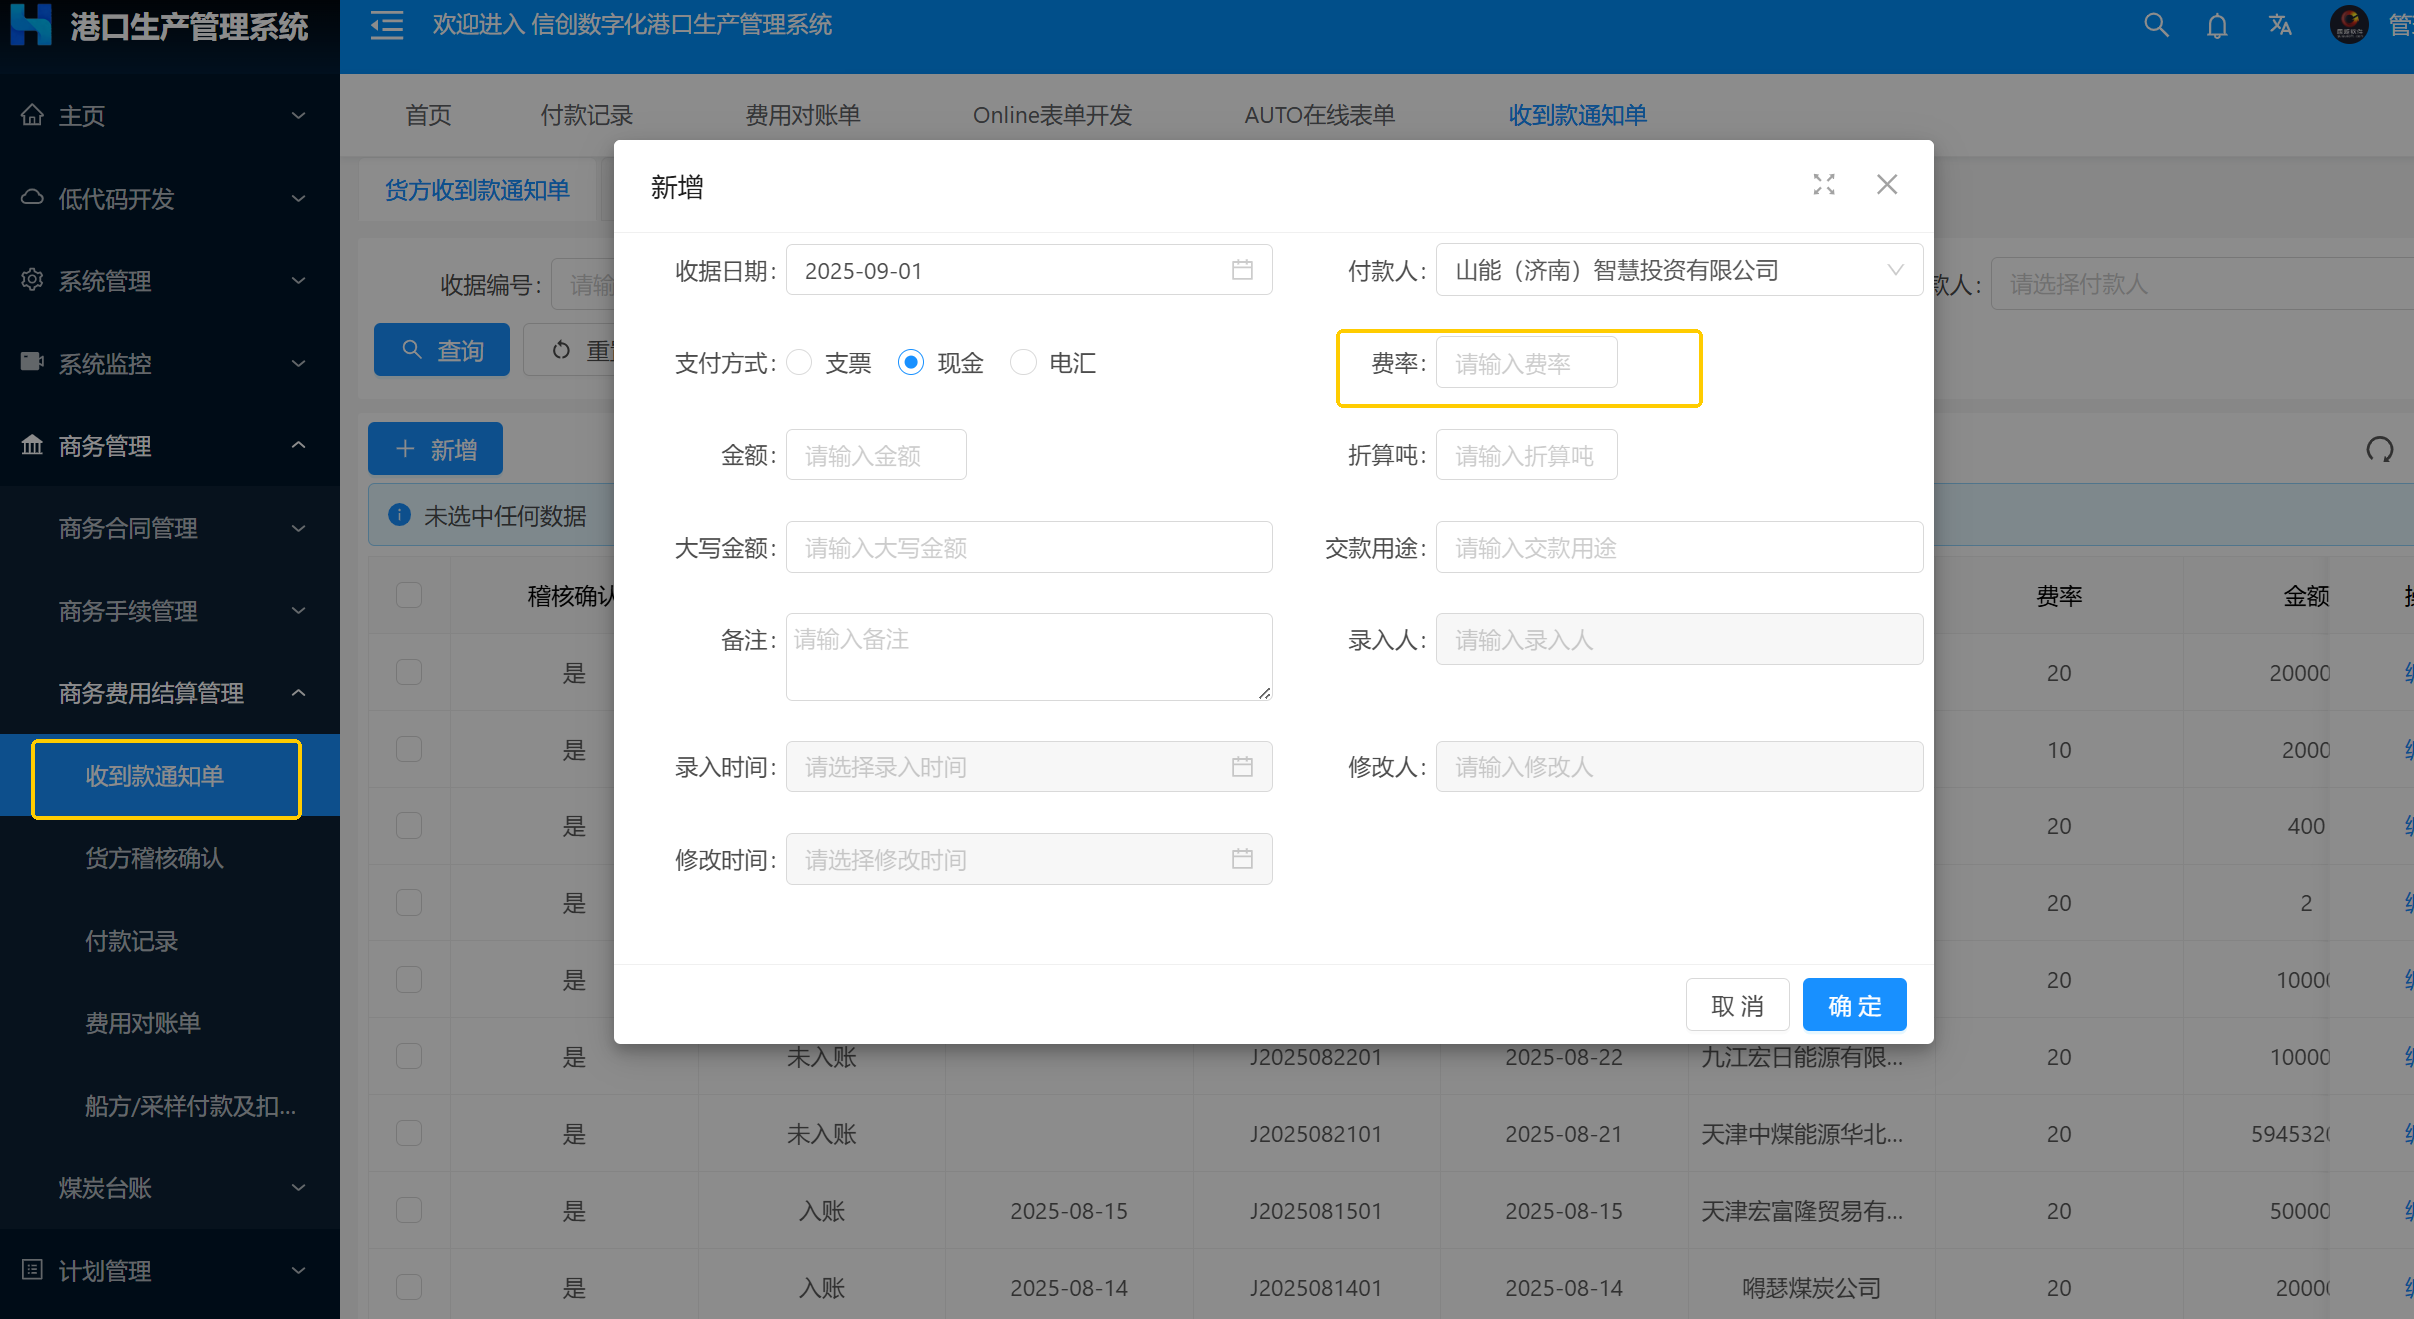 港口生产管理系统
欢迎进入 信创数字化港口生产管理系统
主页
低代码开发
系统管理
系统监控
商务管理
商务合同管理
商务手续管理
商务费用结算管理
收到款通知单
货方稽核确认
付款记录
费用对账单
船方/采样付款及扣...
煤炭台账
计划管理
首页 付款记录 费用对账单 Online表单开发 AUTO在线表单 收到款通知单
货方收到款通知单
收据编号: 请输
款人: 请选择付款人
查询
新增
未选中任何数据
稽核确认 费率 金额
是 20 20000
是 10 2000
是 20 400
是 20 2
是 20 10000
是 未入账 J2025082201 2025-08-22 九江宏日能源有限... 20 10000
是 未入账 J2025082101 2025-08-21 天津中煤能源华北... 20 5945320
是 入账 2025-08-15 J2025081501 2025-08-15 天津宏富隆贸易有... 20 50000
是 入账 2025-08-14 J2025081401 2025-08-14 嘚瑟煤炭公司 20 20000
新增
收据日期: 2025-09-01
付款人: 山能（济南）智慧投资有限公司
支付方式: 支票 现金 电汇
费率: 请输入费率
金额: 请输入金额
折算吨: 请输入折算吨
大写金额: 请输入大写金额
交款用途: 请输入交款用途
备注: 请输入备注
录入人: 请输入录入人
录入时间: 请选择录入时间
修改人: 请输入修改人
修改时间: 请选择修改时间
取 消
确 定